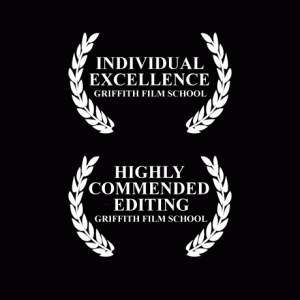 INDIVIDUAL
EXCELLENCE
GRIFFITH FILM SCHOOL
HIGHLY
COMMENDED
EDITING
GRIFFITH FILM SCHOOL